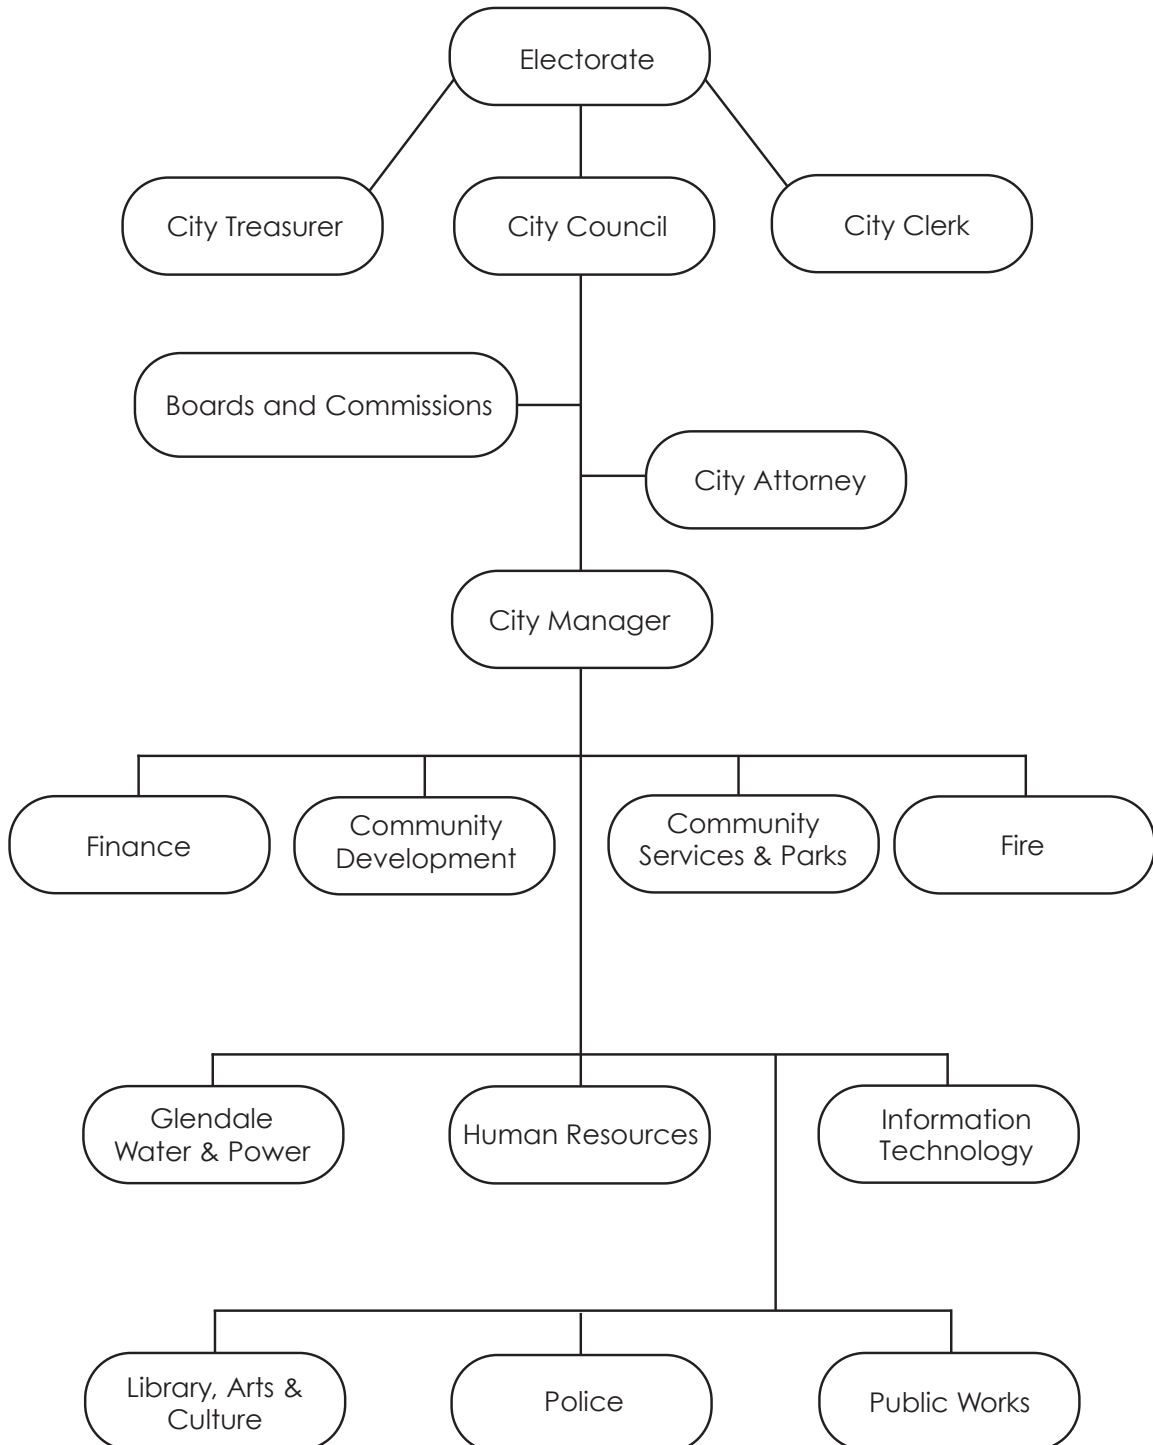 Electorate
City Treasurer
City Council
City Clerk
Boards and Commissions
City Attorney
City Manager
Finance
Community
Development
Community
Services & Parks
Fire
Glendale
Water & Power
Human Resources
Information
Technology
Library, Arts &
Culture
Police
Public Works